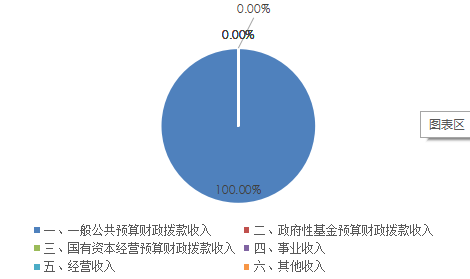 0.00%
0.00%
图表区
100.00%
一、一般公共预算财政拨款收入
二、政府性基金预算财政拨款收入
三、国有资本经营预算财政拨款收入
四、事业收入
五、经营收入
六、其他收入